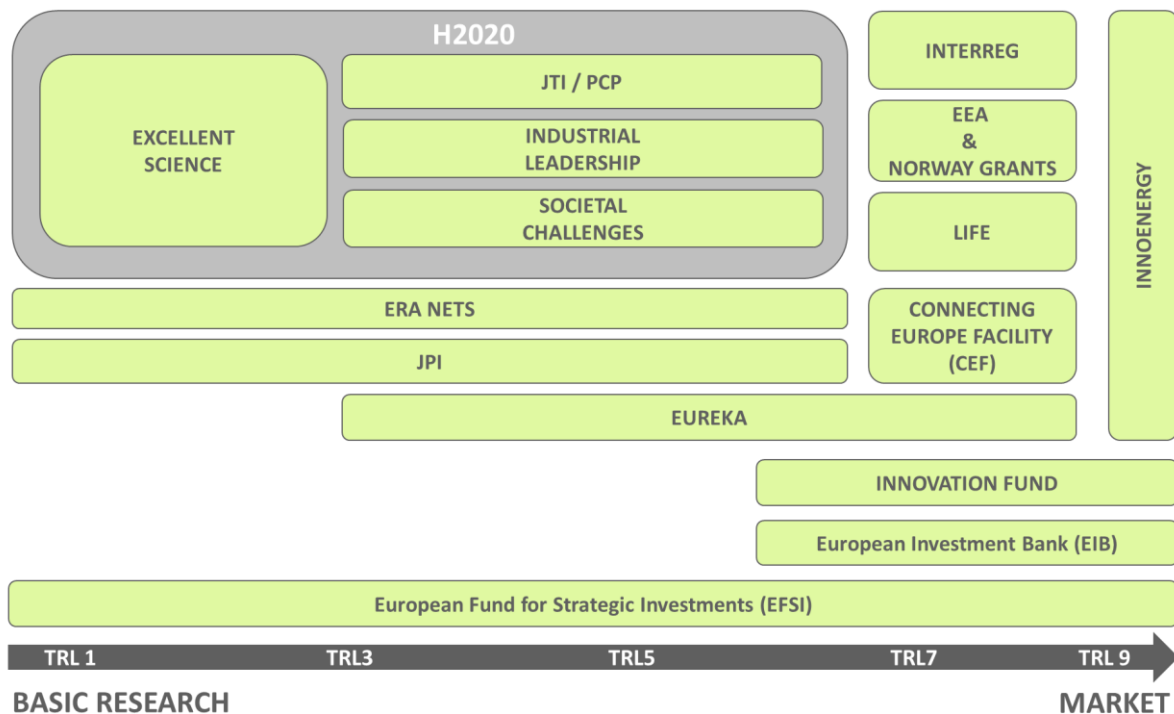 H2020
EXCELLENT
SCIENCE
JTI / PCP
INDUSTRIAL
LEADERSHIP
SOCIETAL
CHALLENGES
INTERREG
EEA
&
NORWAY GRANTS
LIFE
CONNECTING
EUROPE FACILITY
(CEF)
INNOENERGY
ERA NETS
JPI
EUREKA
INNOVATION FUND
European Investment Bank (EIB)
European Fund for Strategic Investments (EFSI)
TRL 1 TRL3 TRL5 TRL7 TRL 9
BASIC RESEARCH MARKET